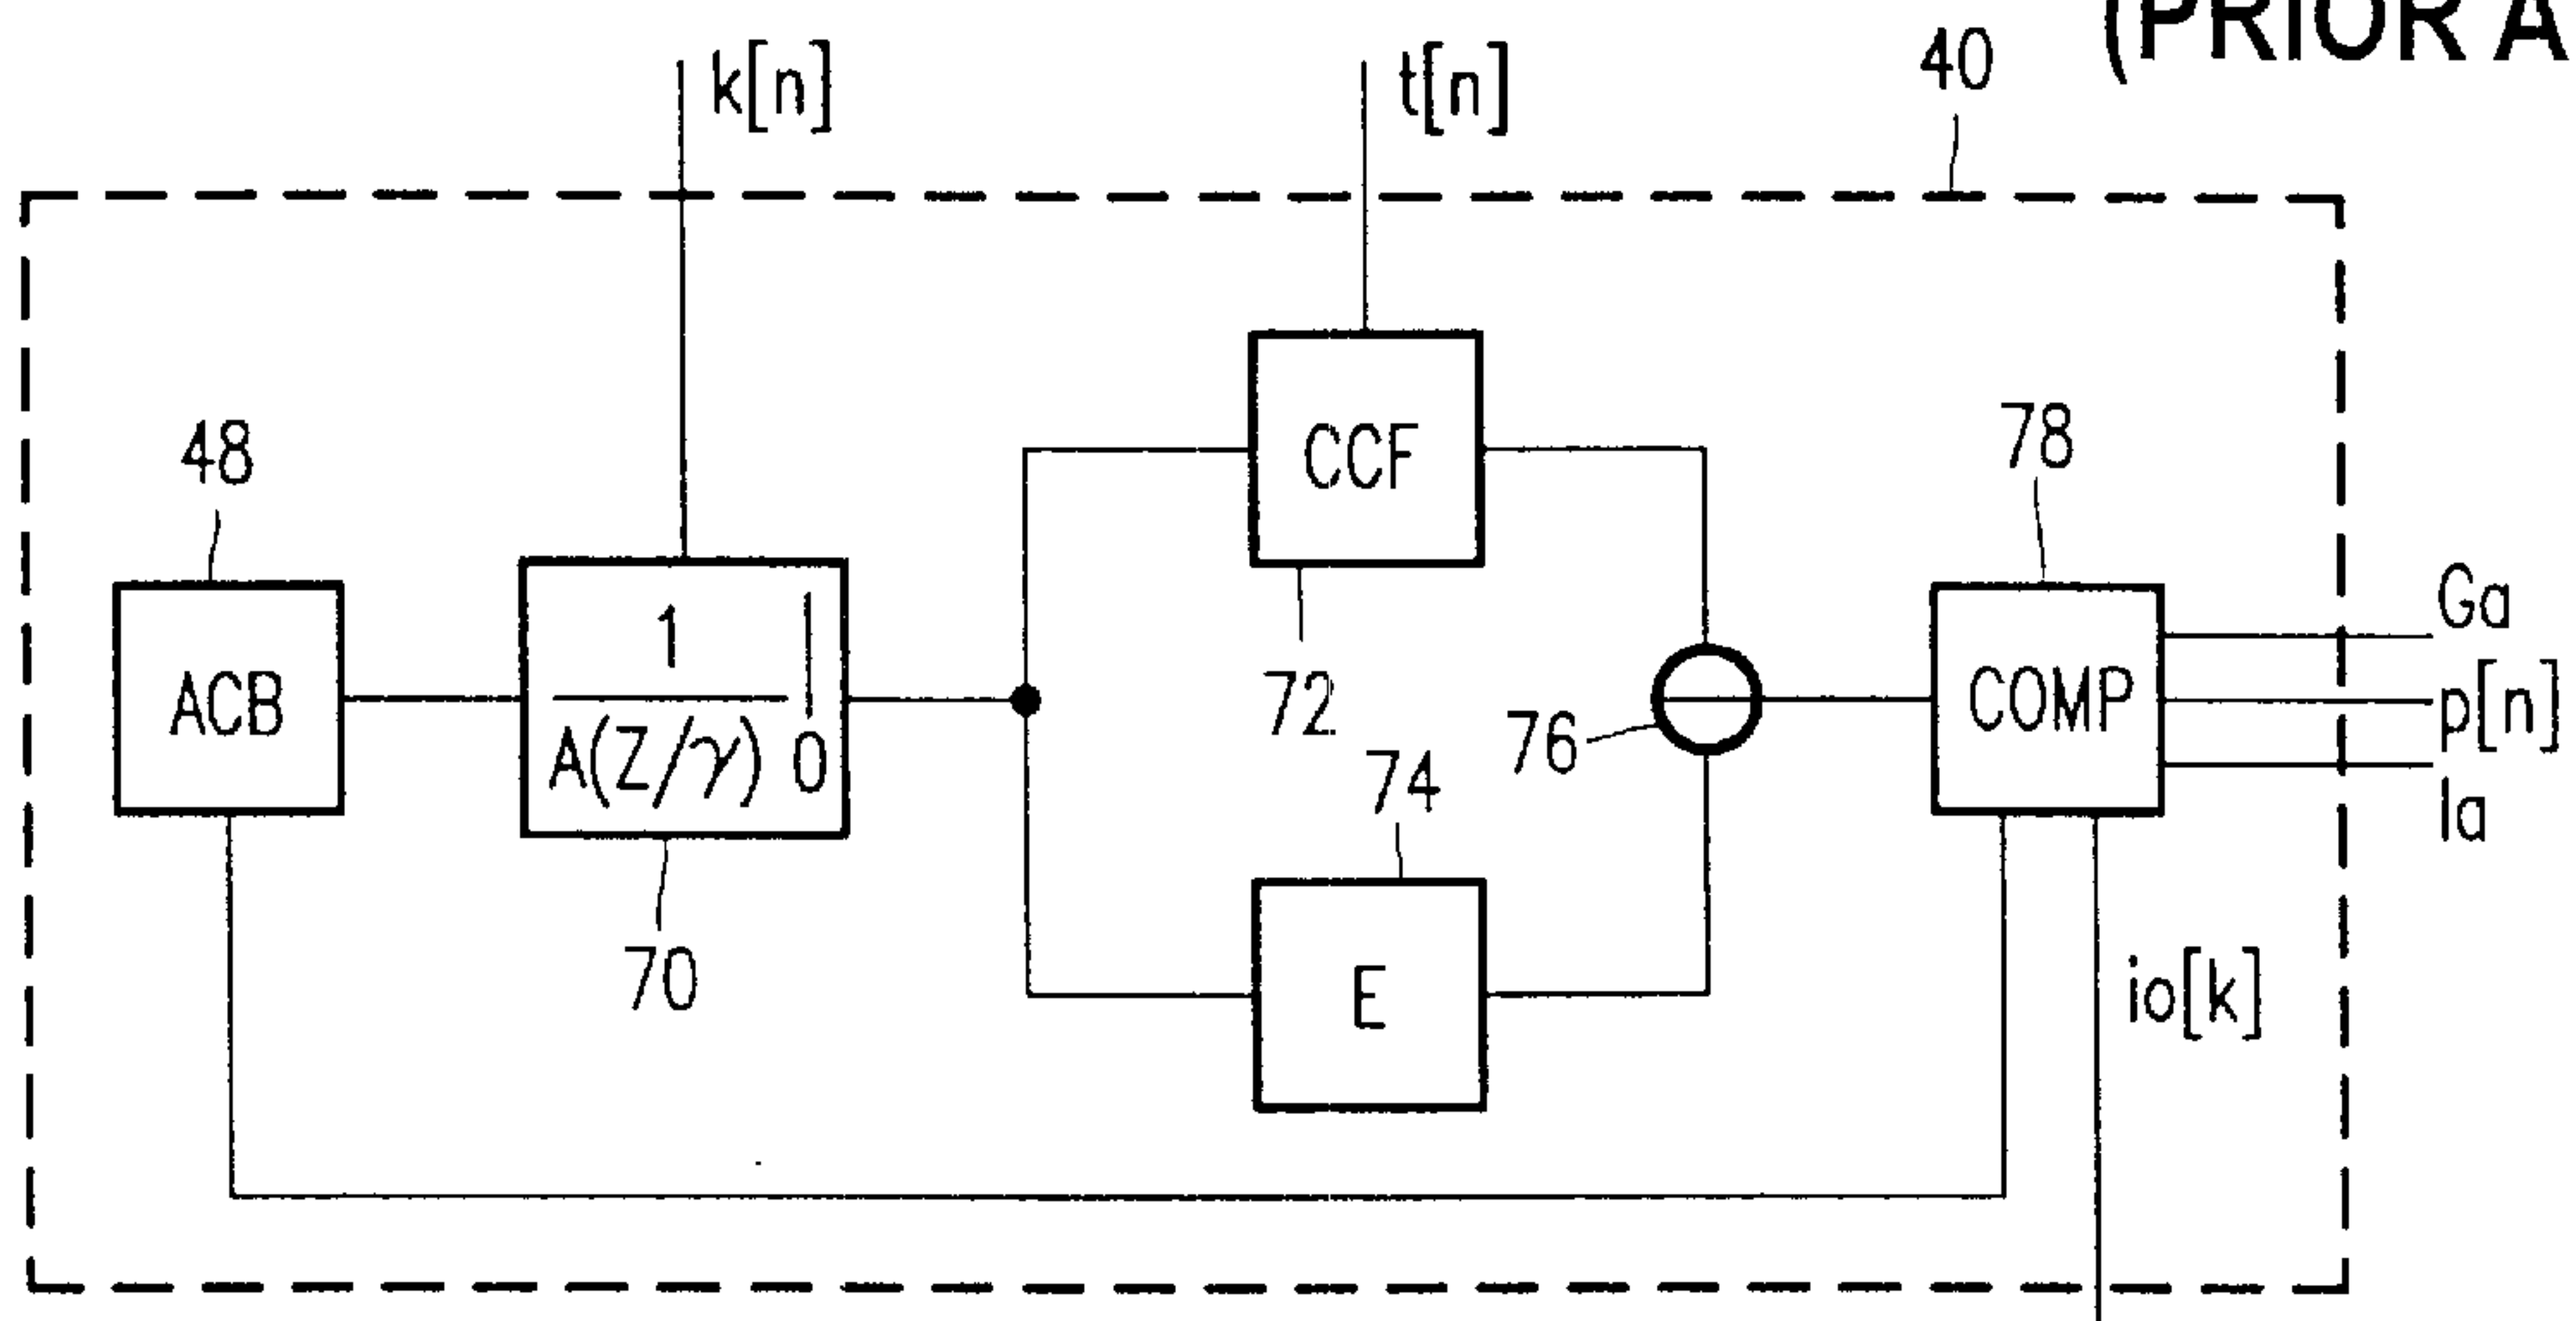 (PRIOR A
40
k[n]
t[n]
48
ACB
1
A(Z/γ)
0
70
CCF
72
74
E
76
78
COMP
Ga
p[n]
Ia
io[k]